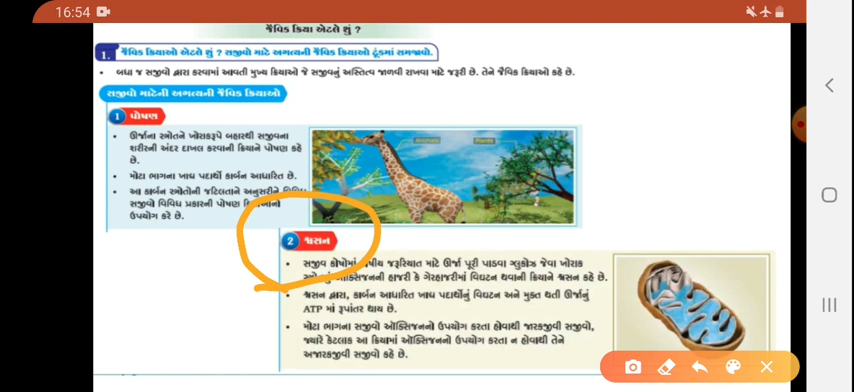 16:54
જૈવિક ક્રિયા એટલે શું ?
1. જૈવિક ક્રિયાઓ એટલે શું ? સજીવો માટે અગત્યની જૈવિક ક્રિયાઓ ટૂંકમાં સમજાવો.
• બધા જ સજીવો દ્વારા કરવામાં આવતી મુખ્ય ક્રિયાઓ જે સજીવનું અસ્તિત્વ જાળવી રાખવા માટે જરૂરી છે. તેને જૈવિક ક્રિયાઓ કહે છે.
સજીવો માટેની અગત્યની જૈવિક ક્રિયાઓ
1 પોષણ
• ઊર્જાના સ્ત્રોતને ખોરાકરૂપે બહારથી સજીવના
શરીરની અંદર દાખલ કરવાની ક્રિયાને પોષણ કહે
છે.
• મોટા ભાગના ખાદ્ય પદાર્થો કાર્બન આધારિત છે.
• આ કાર્બન સ્ત્રોતોની જટિલતાને અનુસરીને
સજીવો વિવિધ પ્રકારની પોષણ
ઉપયોગ કરે છે.
Animals
Plants
2 શ્વસન
• સજીવ કોષોમાં જરૂરિયાત માટે ઊર્જા પૂરી પાડવા ગ્લુકોઝ જેવા ખોરાક
હાજરી કે ગેરહાજરીમાં વિઘટન થવાની ક્રિયાને શ્વસન કહે છે.
• શ્વસન દ્વારા, કાર્બન આધારિત ખાદ્ય પદાર્થોનું વિઘટન અને મુક્ત થતી ઊર્જાનું
ATP માં રૂપાંતર થાય છે.
• મોટા ભાગના સજીવો ઑક્સિજનનો ઉપયોગ કરતા હોવાથી જારકજીવી સજીવો,
જ્યારે કેટલાક આ ક્રિયામાં ઑક્સિજનનો ઉપયોગ કરતા ન હોવાથી તેને
અજારકજીવી સજીવો કહે છે.